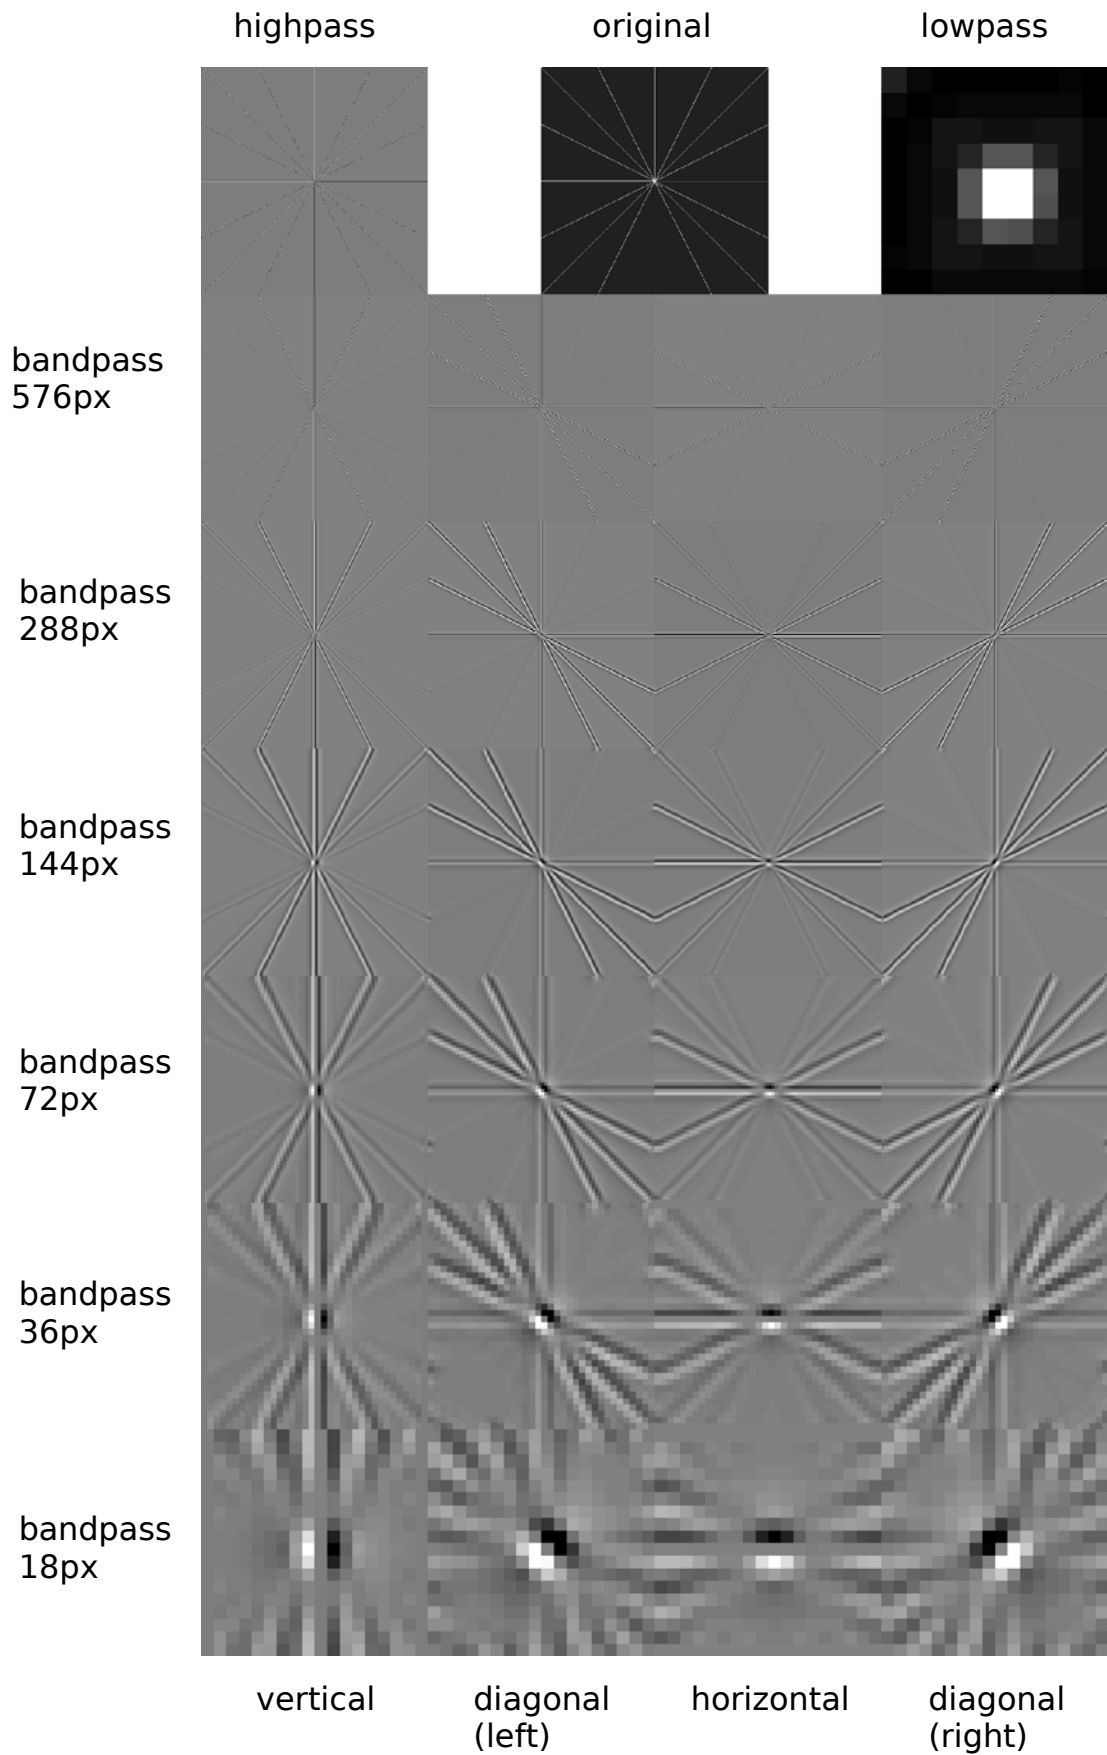 highpass
original
lowpass
bandpass
576px
bandpass
288px
bandpass
144px
bandpass
72px
bandpass
36px
bandpass
18px
vertical
diagonal
(left)
horizontal
diagonal
(right)